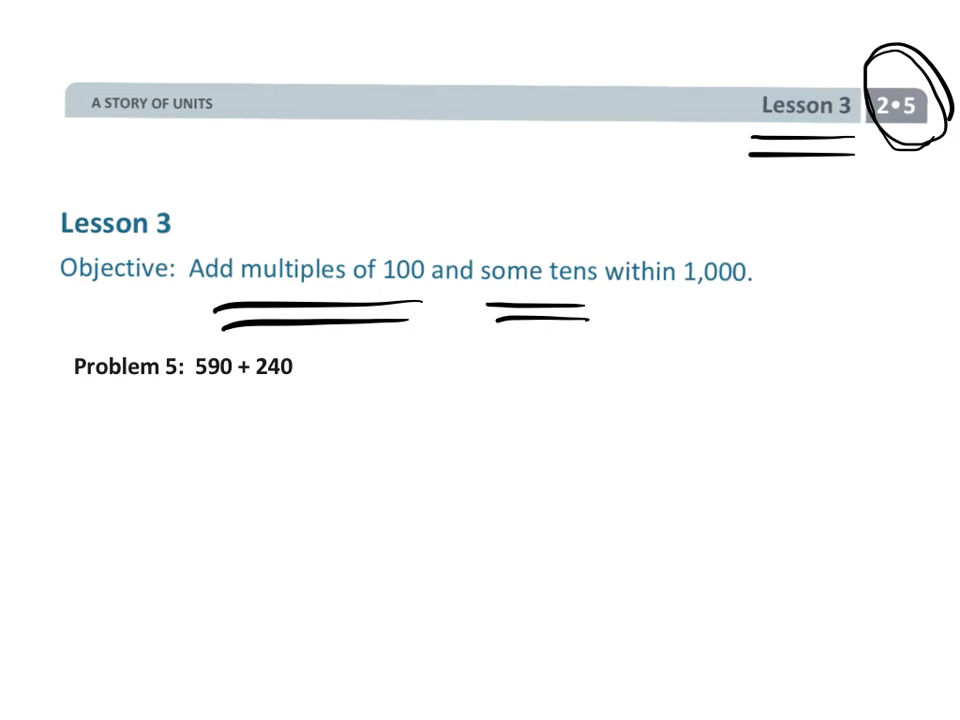 A STORY OF UNITS Lesson 3 2•5
Lesson 3
Objective: Add multiples of 100 and some tens within 1,000.
Problem 5: 590 + 240